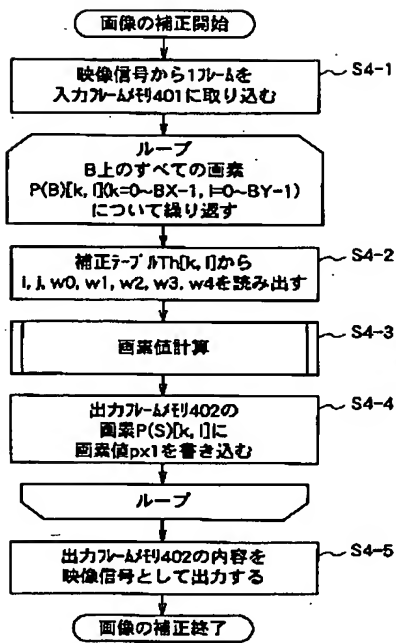 画像の補正開始
映像信号から1フレームを
入力フレームメモリ401に取り込む
S4-1
ループ
B上のすべての画素
P(B)[k, l](k=0~BX-1, l=0~BY-1)
について繰り返す
補正テーブルTh[k, l]から
i, j, w0, w1, w2, w3, w4を読み出す
S4-2
画素値計算
S4-3
出力フレームメモリ402の
画素P(S)[k, l]に
画素値px1を書き込む
S4-4
ループ
出力フレームメモリ402の内容を
映像信号として出力する
S4-5
画像の補正終了